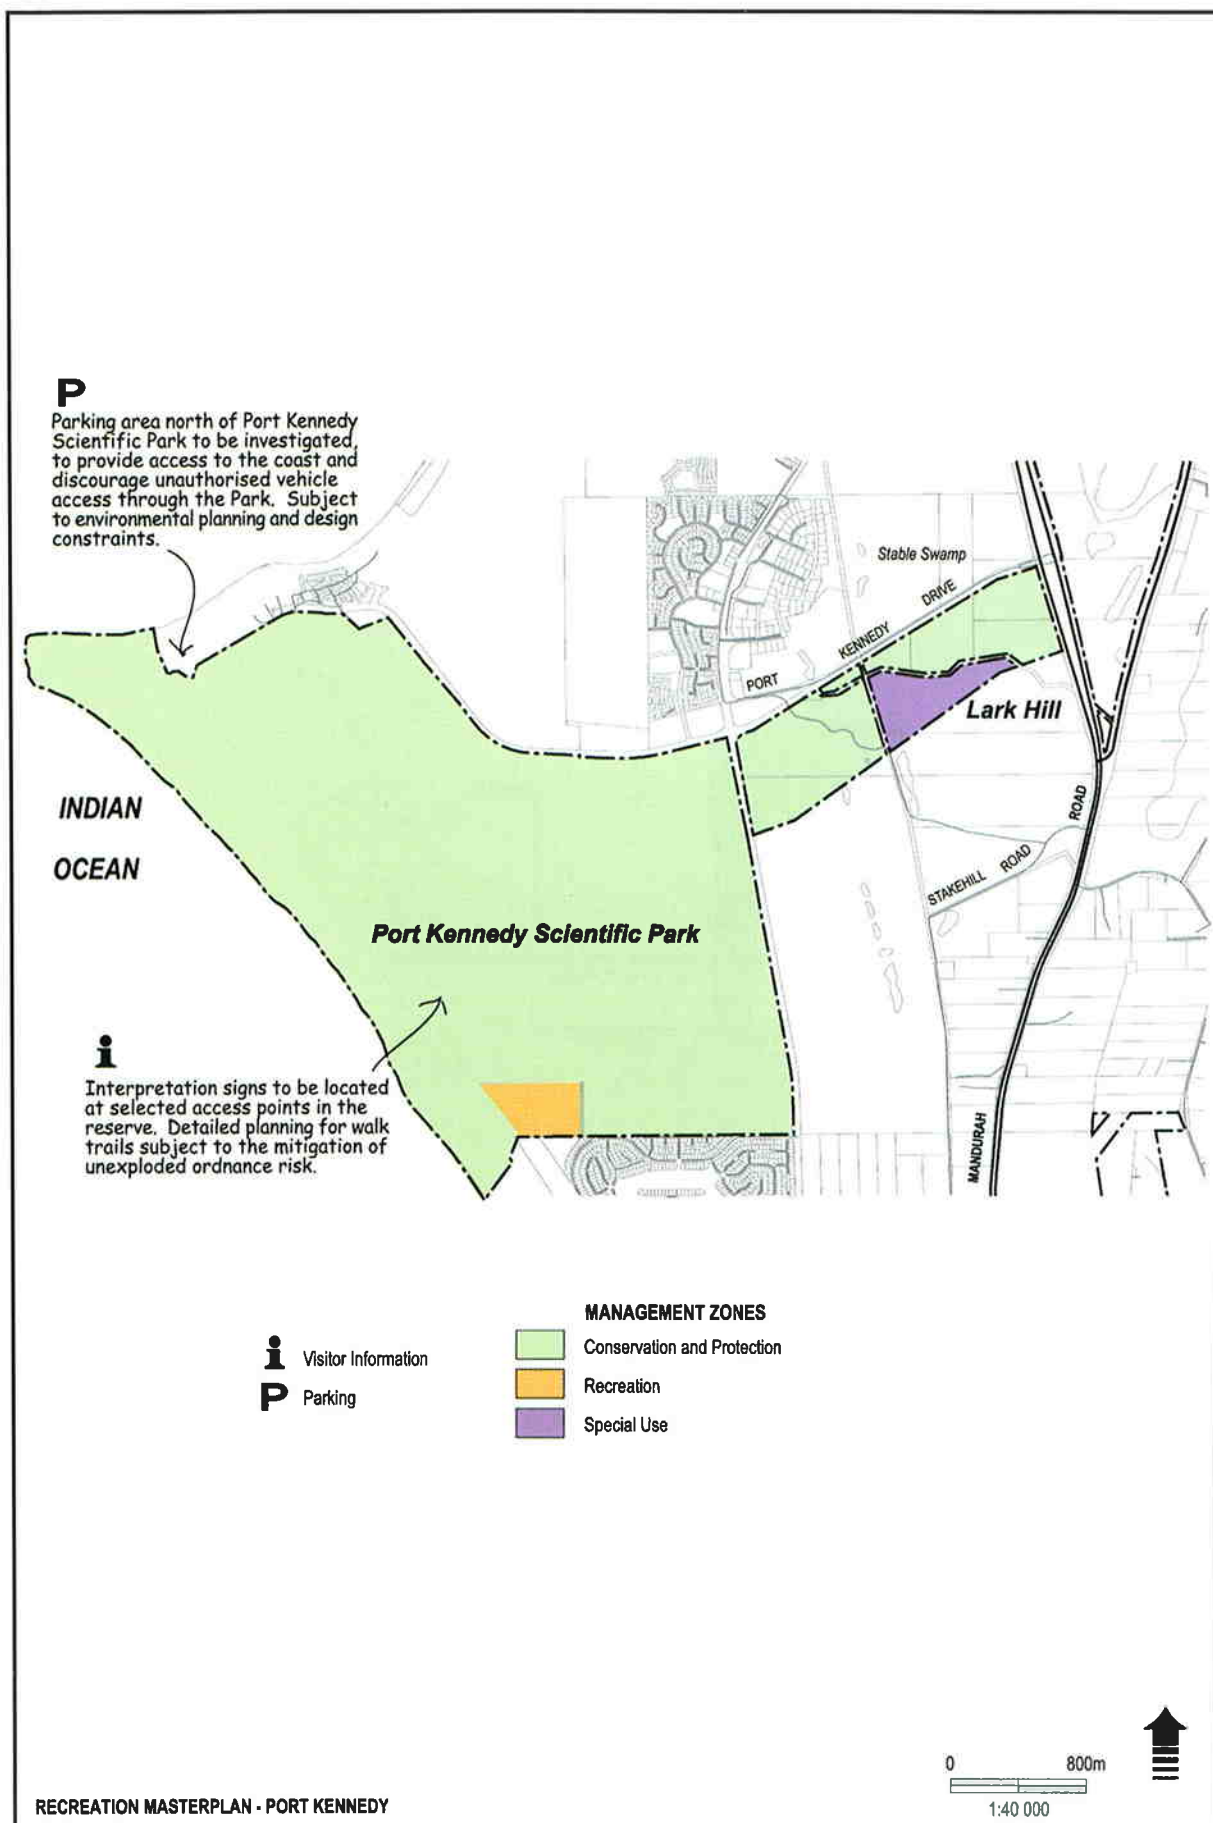 P
Parking area north of Port Kennedy
Scientific Park to be investigated,
to provide access to the coast and
discourage unauthorised vehicle
access through the Park. Subject
to environmental planning and design
constraints.
Stable Swamp
PORT KENNEDY DRIVE
Lark Hill
INDIAN
OCEAN
ROAD
STAKEHILL ROAD
Port Kennedy Scientific Park
i
Interpretation signs to be located
at selected access points in the
reserve. Detailed planning for walk
trails subject to the mitigation of
unexploded ordnance risk.
MANDURAH
MANAGEMENT ZONES
i Visitor Information
P Parking
Conservation and Protection
Recreation
Special Use
0 800m
1:40 000
RECREATION MASTERPLAN - PORT KENNEDY